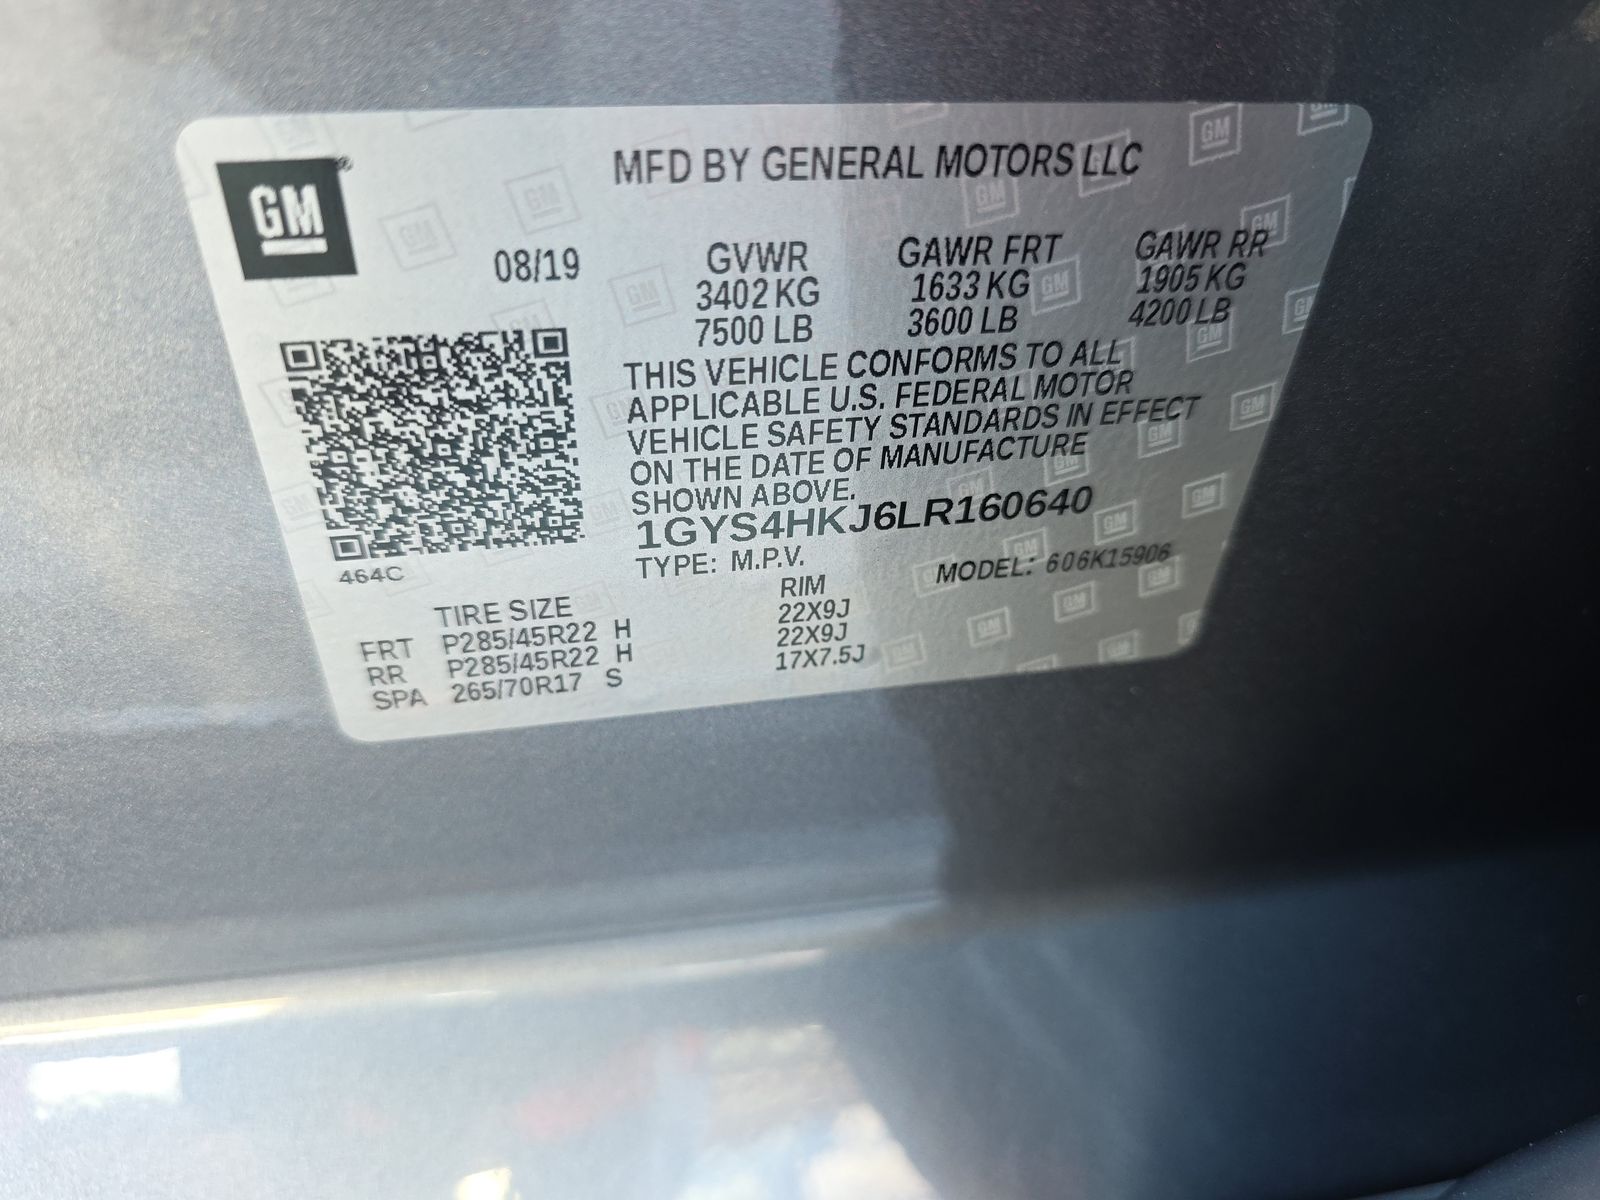 GM®
MFD BY GENERAL MOTORS LLC
08/19
GVWR GAWR FRT GAWR RR
3402 KG 1633 KG 1905 KG
7500 LB 3600 LB 4200 LB
THIS VEHICLE CONFORMS TO ALL
APPLICABLE U.S. FEDERAL MOTOR
VEHICLE SAFETY STANDARDS IN EFFECT
ON THE DATE OF MANUFACTURE
SHOWN ABOVE.
1GYS4HKJ6LR160640
TYPE: M.P.V. MODEL: 606K15906
464C
TIRE SIZE RIM
FRT P285/45R22 H 22X9J
RR P285/45R22 H 22X9J
SPA 265/70R17 S 17X7.5J